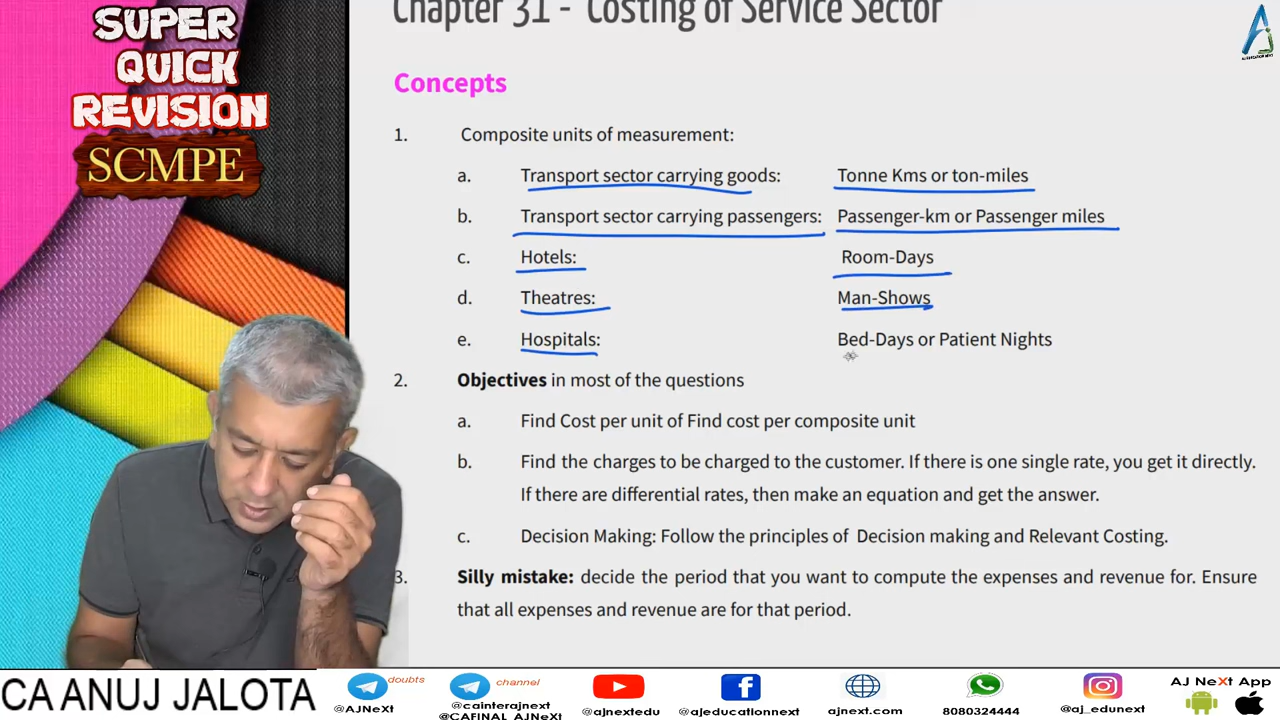 Chapter 31 - Costing of Service Sector
SUPER
QUICK
REVISION
SCMPE
Concepts
1. Composite units of measurement:
a. Transport sector carrying goods: Tonne Kms or ton-miles
b. Transport sector carrying passengers: Passenger-km or Passenger miles
c. Hotels: Room-Days
d. Theatres: Man-Shows
e. Hospitals: Bed-Days or Patient Nights
2. Objectives in most of the questions
a. Find Cost per unit of Find cost per composite unit
b. Find the charges to be charged to the customer. If there is one single rate, you get it directly.
If there are differential rates, then make an equation and get the answer.
c. Decision Making: Follow the principles of Decision making and Relevant Costing.
3. Silly mistake: decide the period that you want to compute the expenses and revenue for. Ensure
that all expenses and revenue are for that period.
CA ANUJ JALOTA
doubts
@AJNeXt
channel
@cainterajnext
@CAFINAL_AJNeXt
@ajnextedu
@ajeducationnext
ajnext.com
8080324444
@aj_edunext
AJ NeXt App